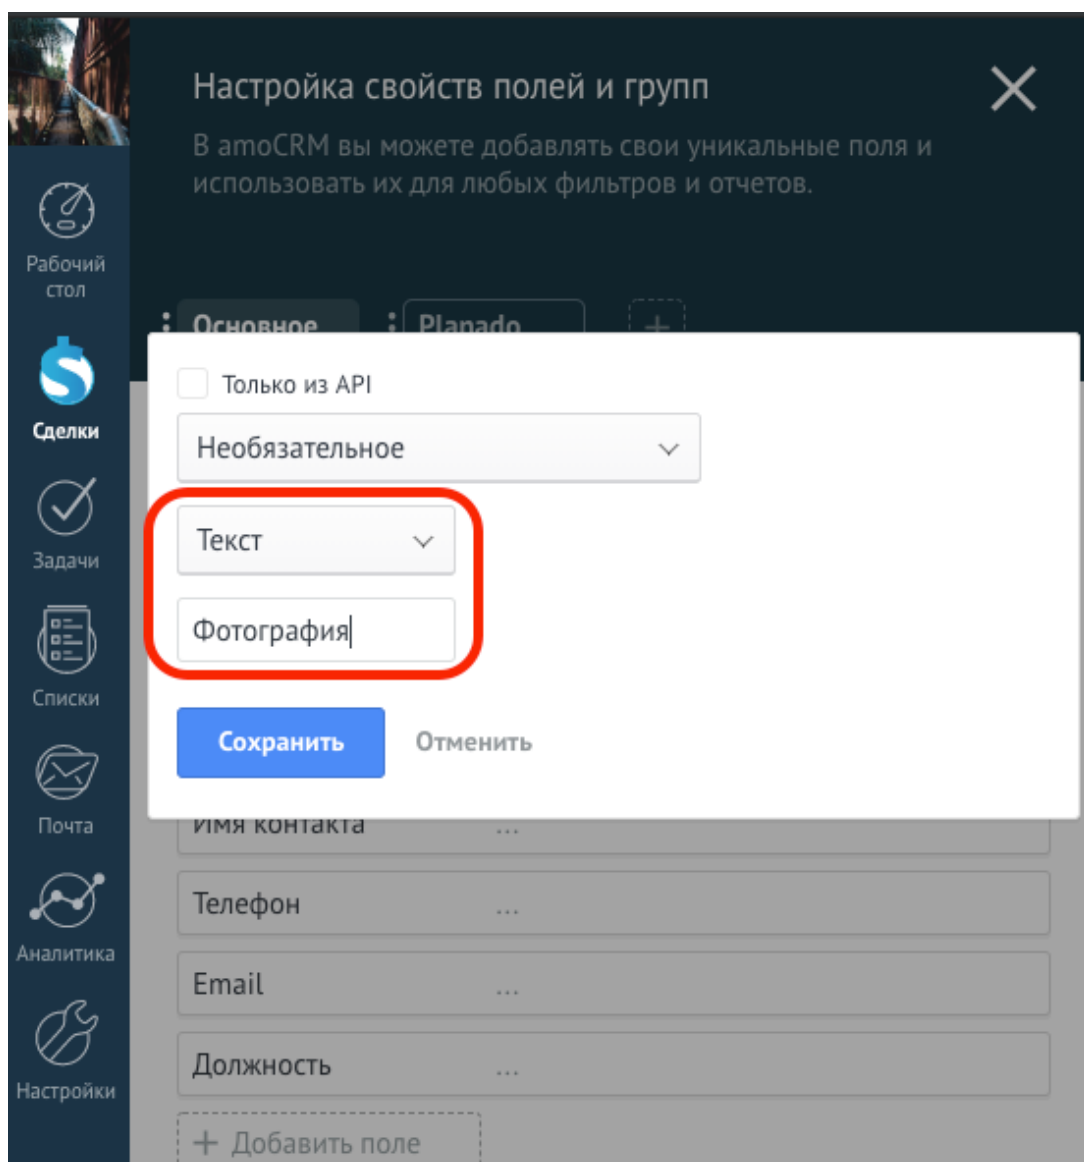 Настройка свойств полей и групп
В amoCRM вы можете добавлять свои уникальные поля и
использовать их для любых фильтров и отчетов.
Рабочий
стол
Основное
Planado
Сделки
Только из API
Необязательное
Текст
Задачи
Фотография
Списки
Сохранить
Отменить
Почта
Имя контакта ...
Телефон ...
Аналитика
Email ...
Должность ...
Настройки
+ Добавить поле